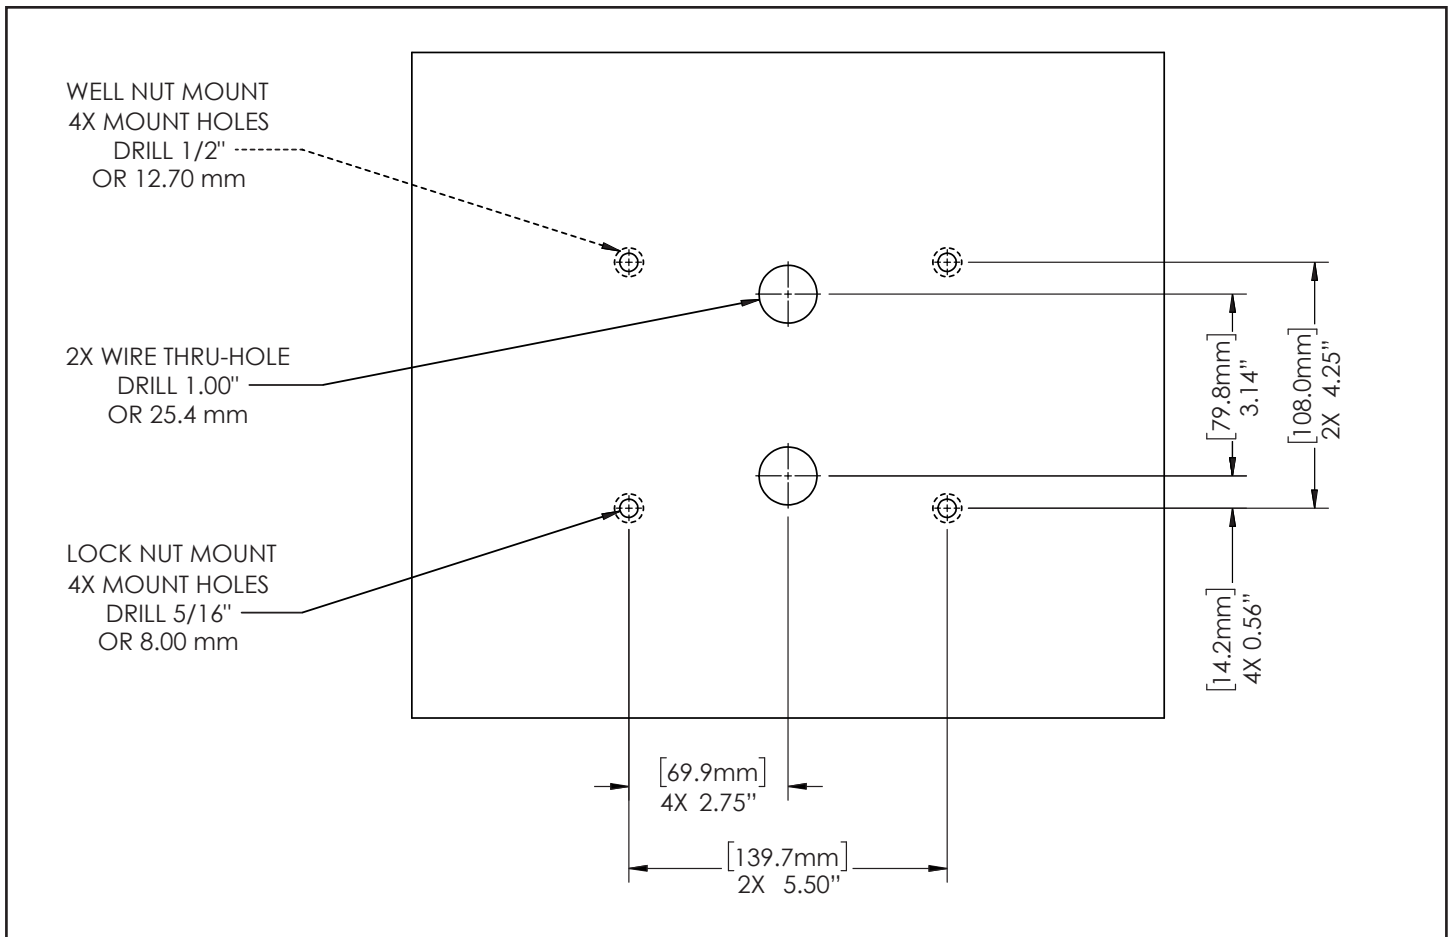 WELL NUT MOUNT
4X MOUNT HOLES
DRILL 1/2"
OR 12.70 mm
2X WIRE THRU-HOLE
DRILL 1.00"
OR 25.4 mm
LOCK NUT MOUNT
4X MOUNT HOLES
DRILL 5/16"
OR 8.00 mm
[79.8mm]
3.14”
[108.0mm]
2X 4.25”
[14.2mm]
4X 0.56”
[69.9mm]
4X 2.75”
[139.7mm]
2X 5.50”